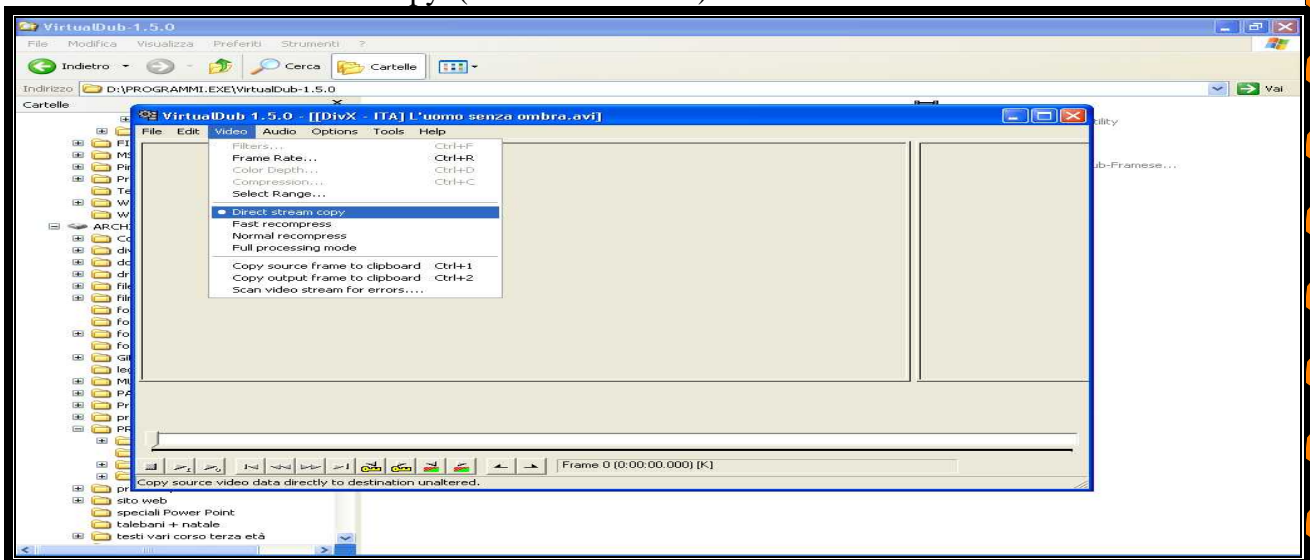 VirtualDub-1.5.0
File Modifica Visualizza Preferiti Strumenti ?
Indietro Cerca Cartelle
Indirizzo D:\PROGRAMMI.EXE\VirtualDub-1.5.0 Vai
Cartelle
VirtualDub 1.5.0 - [[DivX - ITA] L'uomo senza ombra.avi]
File Edit Video Audio Options Tools Help
Filters... Ctrl+F
Frame Rate... Ctrl+R
Color Depth... Ctrl+D
Compression... Ctrl+C
Select Range...
Direct stream copy
Fast recompress
Normal recompress
Full processing mode
Copy source frame to clipboard Ctrl+1
Copy output frame to clipboard Ctrl+2
Scan video stream for errors....
Frame 0 (0:00:00.000) [K]
Copy source video data directly to destination unaltered.
sito web
speciali Power Point
talebani + natale
testi vari corso terza età